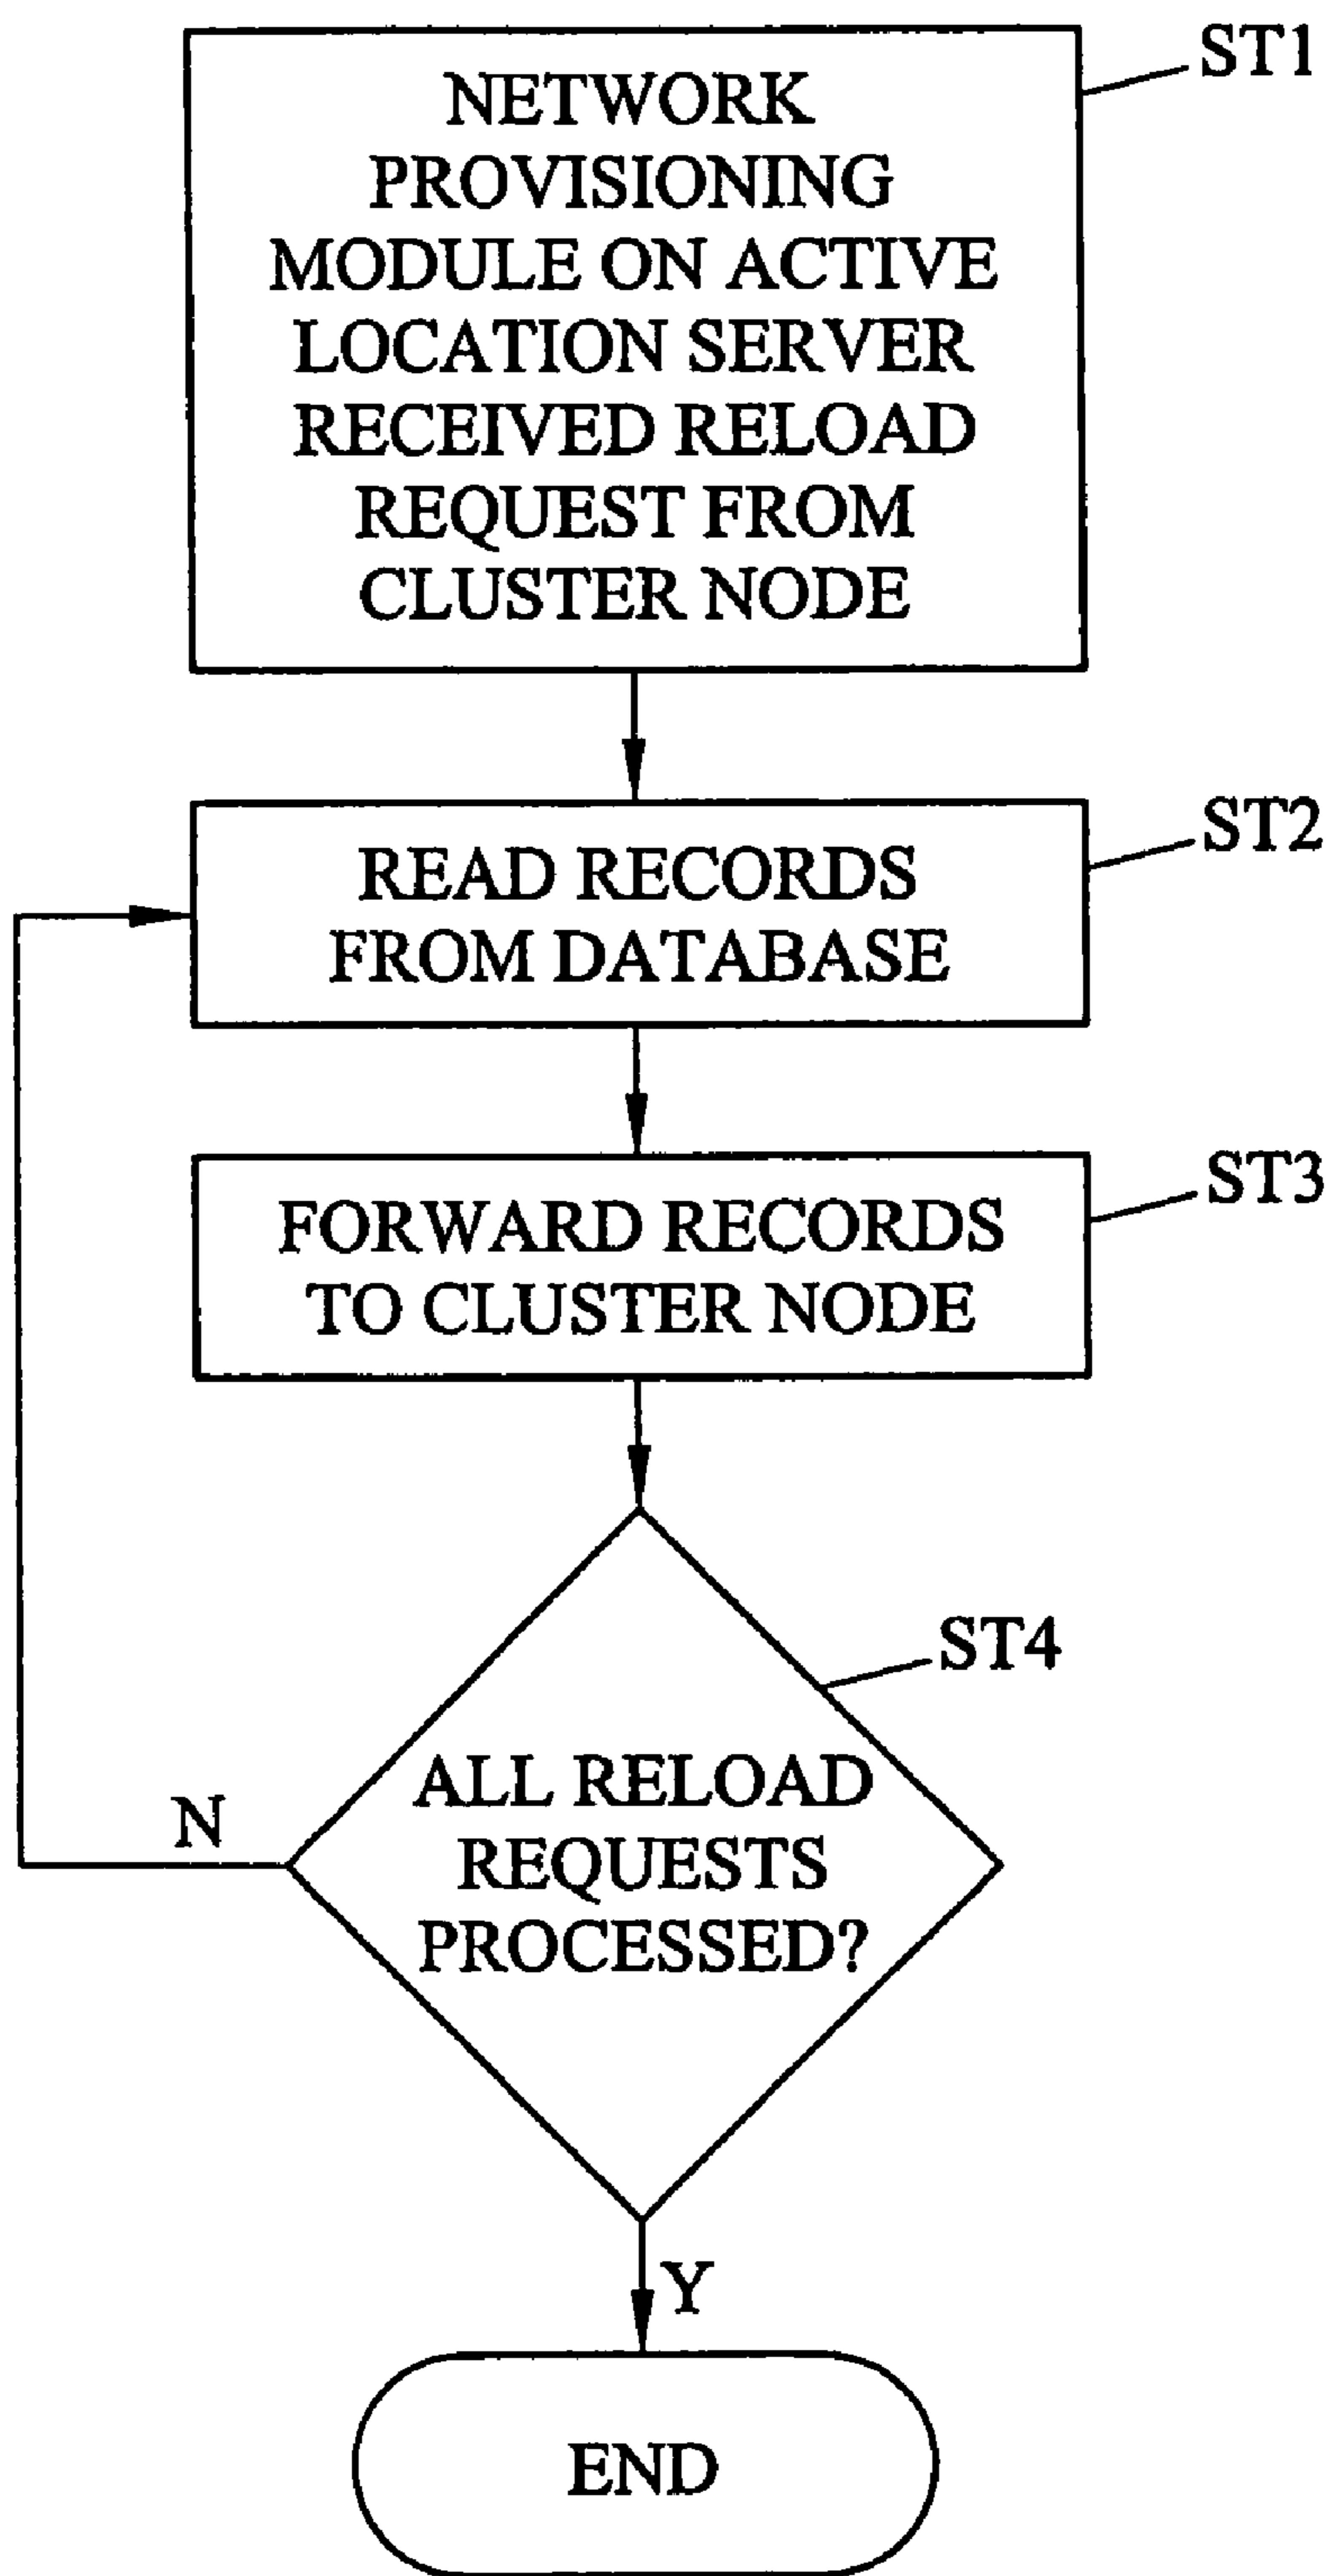 ST1
NETWORK
PROVISIONING
MODULE ON ACTIVE
LOCATION SERVER
RECEIVED RELOAD
REQUEST FROM
CLUSTER NODE
ST2
READ RECORDS
FROM DATABASE
ST3
FORWARD RECORDS
TO CLUSTER NODE
ST4
ALL RELOAD
REQUESTS
PROCESSED?
N
Y
END